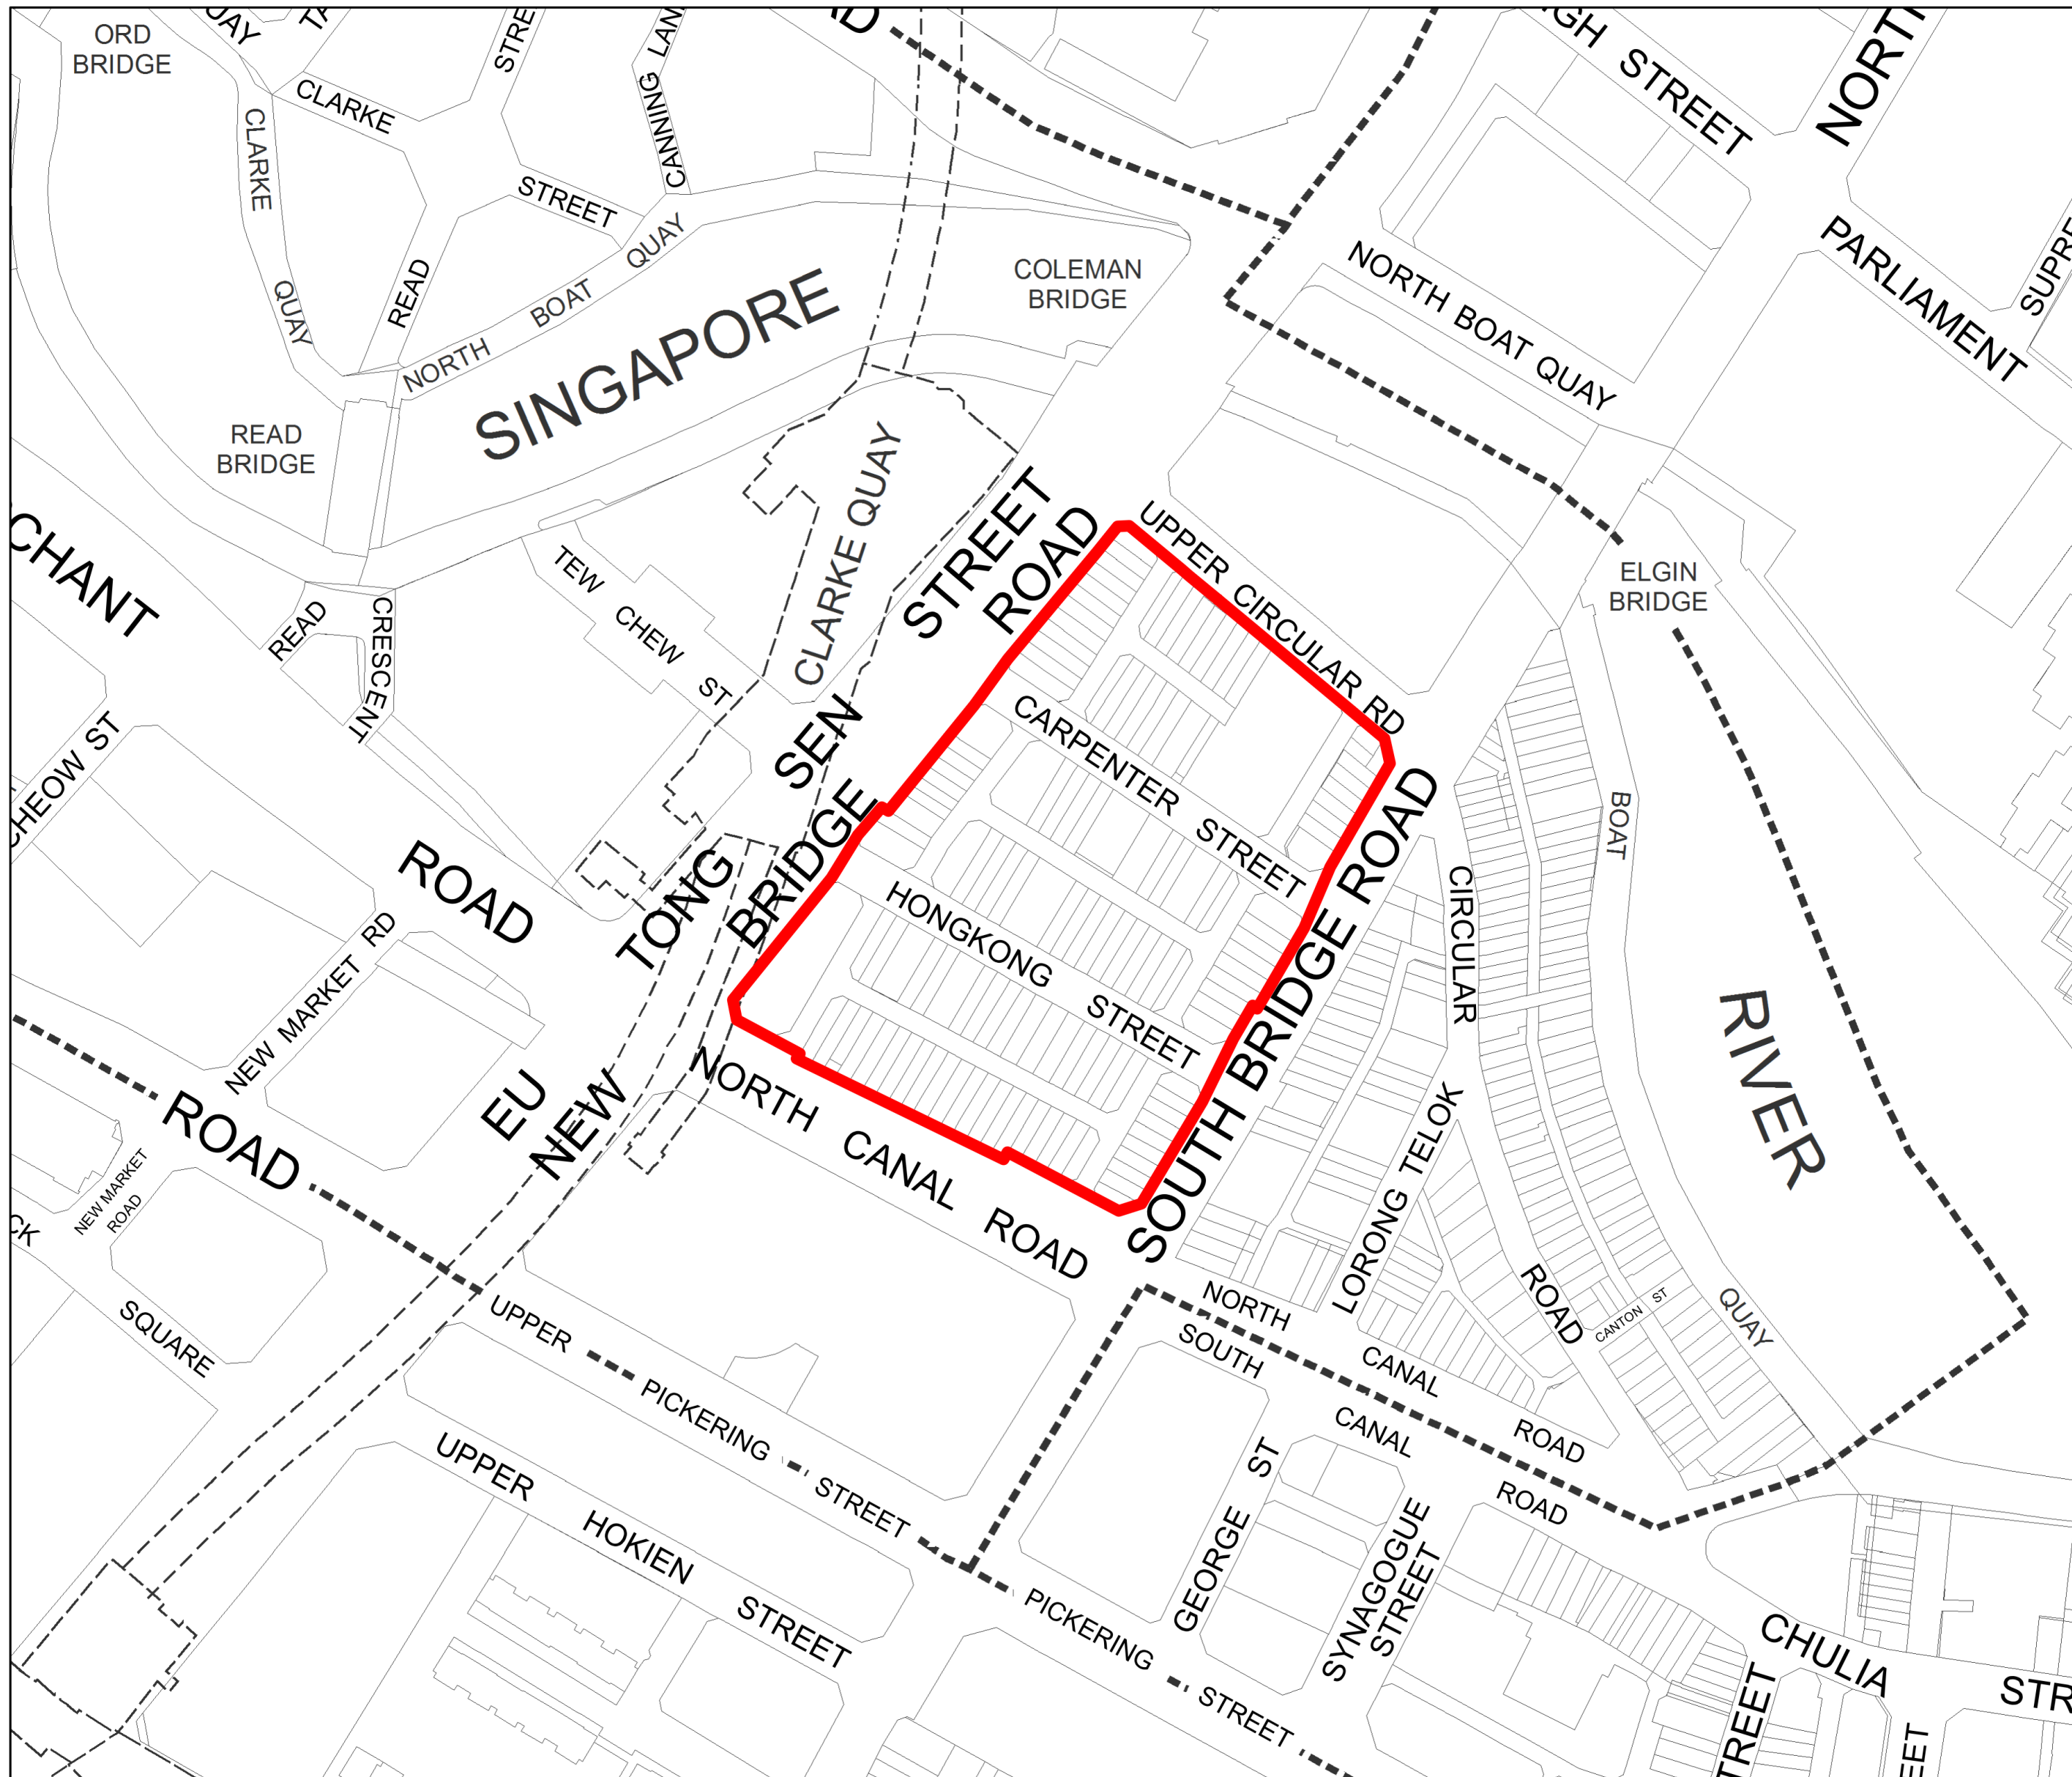 ORD
BRIDGE
CLARKE
STREET
CLARKE
QUAY
READ
CANNING
NORTH BOAT QUAY
SINGAPORE
COLEMAN
BRIDGE
READ
BRIDGE
STREET
NORTH BOAT QUAY
PARLIAMENT
ELGIN
BRIDGE
CLARKE QUAY
TEW CHEW ST
READ
CRESCENT
ROAD
NEW MARKET RD
EU TONG SEN STREET
NEW BRIDGE ROAD
UPPER CIRCULAR RD
CARPENTER STREET
HONGKONG STREET
SOUTH BRIDGE ROAD
NORTH CANAL ROAD
CIRCULAR ROAD
LORONG TELOK
BOAT QUAY
RIVER
CANTON ST
ROAD
NEW MARKET
ROAD
SQUARE
UPPER PICKERING STREET
UPPER HOKIEN STREET
NORTH CANAL ROAD
SOUTH CANAL ROAD
GEORGE ST
SYNAGOGUE
STREET
PICKERING STREET
CHULIA